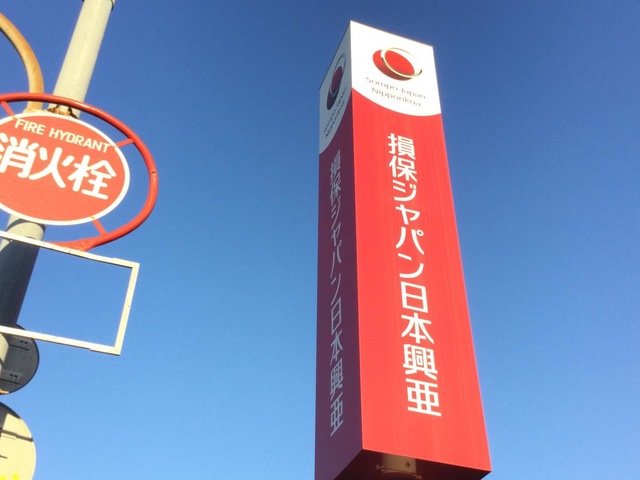 FIRE HYDRANT
消火栓
Sompo Japan
Nipponkoa
損保ジャパン日本興亜
損保ジャパン日本興亜